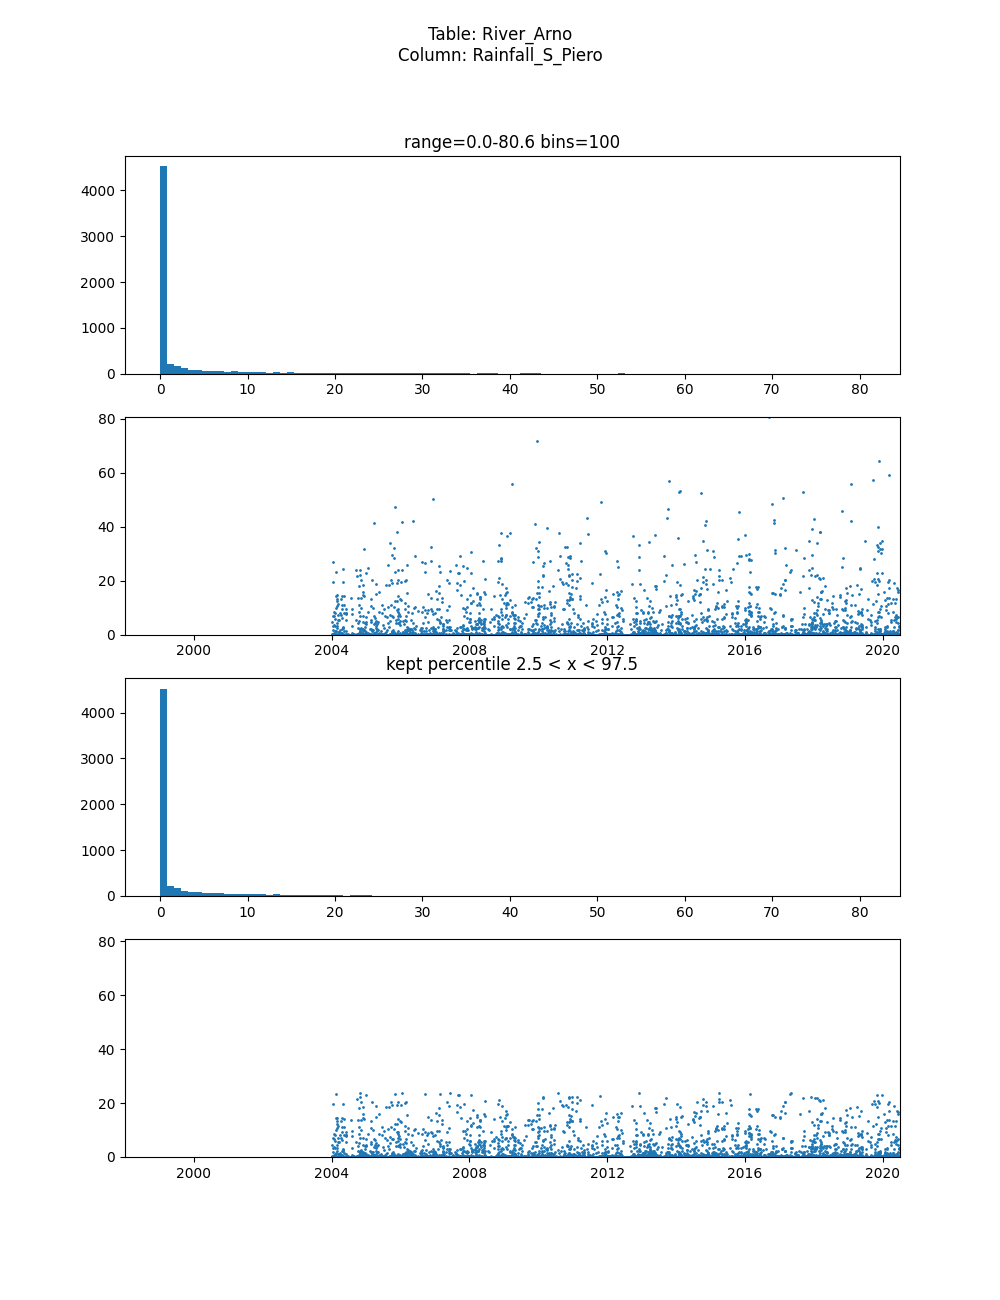 Table: River_Arno
Column: Rainfall_S_Piero
range=0.0-80.6 bins=100
4000
3000
2000
1000
0
0 10 20 30 40 50 60 70 80
80
60
40
20
0
2000 2004 2008 2012 2016 2020
kept percentile 2.5 < x < 97.5
4000
3000
2000
1000
0
0 10 20 30 40 50 60 70 80
80
60
40
20
0
2000 2004 2008 2012 2016 2020